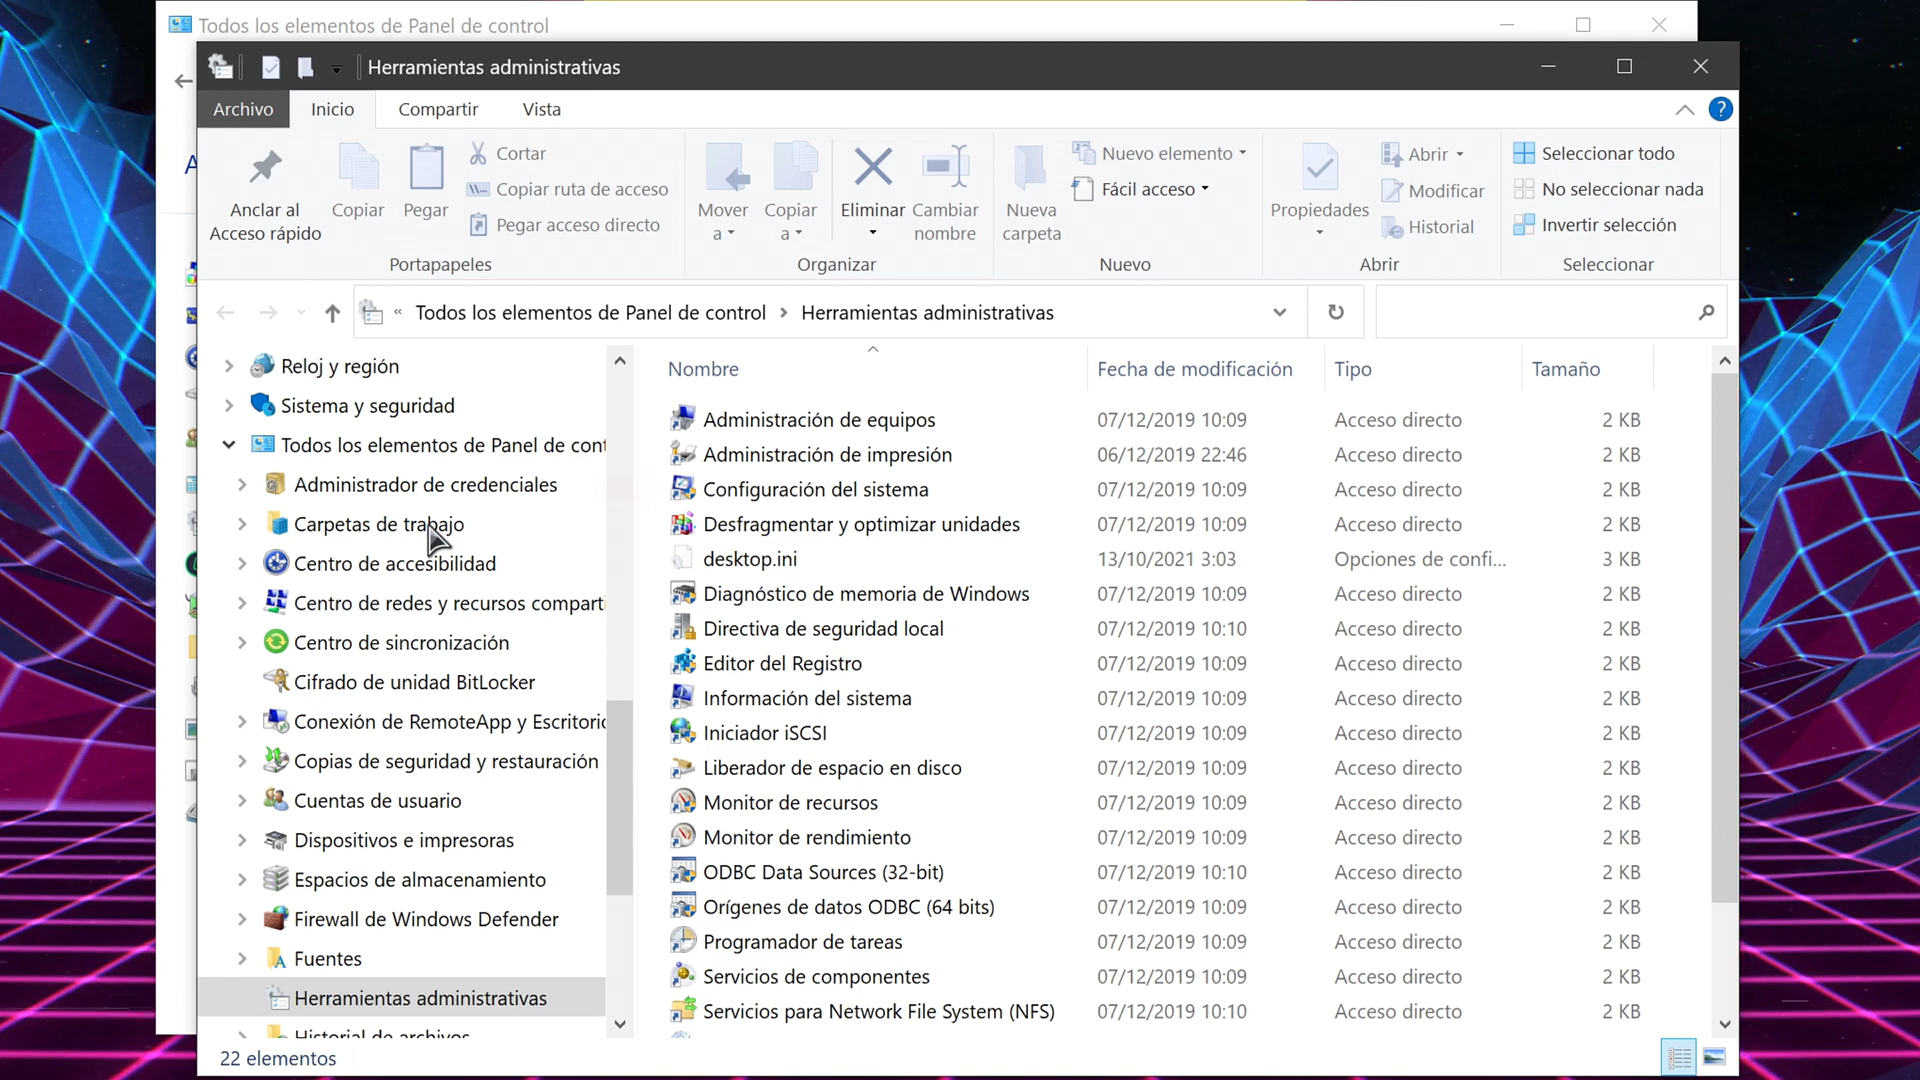 Todos los elementos de Panel de control
Herramientas administrativas
Archivo Inicio Compartir Vista
Anclar al
Acceso rápido
Copiar
Pegar
Cortar
Copiar ruta de acceso
Pegar acceso directo
Portapapeles
Mover
a
Copiar
a
Eliminar
Cambiar
nombre
Organizar
Nueva
carpeta
Nuevo elemento
Fácil acceso
Nuevo
Propiedades
Abrir
Modificar
Historial
Abrir
Seleccionar todo
No seleccionar nada
Invertir selección
Seleccionar
« Todos los elementos de Panel de control > Herramientas administrativas
Reloj y región
Sistema y seguridad
Todos los elementos de Panel de cont
Administrador de credenciales
Carpetas de trabajo
Centro de accesibilidad
Centro de redes y recursos comparti
Centro de sincronización
Cifrado de unidad BitLocker
Conexión de RemoteApp y Escritorio
Copias de seguridad y restauración
Cuentas de usuario
Dispositivos e impresoras
Espacios de almacenamiento
Firewall de Windows Defender
Fuentes
Herramientas administrativas
Historial de archivos
Nombre Fecha de modificación Tipo Tamaño
Administración de equipos 07/12/2019 10:09 Acceso directo 2 KB
Administración de impresión 06/12/2019 22:46 Acceso directo 2 KB
Configuración del sistema 07/12/2019 10:09 Acceso directo 2 KB
Desfragmentar y optimizar unidades 07/12/2019 10:09 Acceso directo 2 KB
desktop.ini 13/10/2021 3:03 Opciones de confi... 3 KB
Diagnóstico de memoria de Windows 07/12/2019 10:09 Acceso directo 2 KB
Directiva de seguridad local 07/12/2019 10:10 Acceso directo 2 KB
Editor del Registro 07/12/2019 10:09 Acceso directo 2 KB
Información del sistema 07/12/2019 10:09 Acceso directo 2 KB
Iniciador iSCSI 07/12/2019 10:09 Acceso directo 2 KB
Liberador de espacio en disco 07/12/2019 10:09 Acceso directo 2 KB
Monitor de recursos 07/12/2019 10:09 Acceso directo 2 KB
Monitor de rendimiento 07/12/2019 10:09 Acceso directo 2 KB
ODBC Data Sources (32-bit) 07/12/2019 10:10 Acceso directo 2 KB
Orígenes de datos ODBC (64 bits) 07/12/2019 10:09 Acceso directo 2 KB
Programador de tareas 07/12/2019 10:09 Acceso directo 2 KB
Servicios de componentes 07/12/2019 10:09 Acceso directo 2 KB
Servicios para Network File System (NFS) 07/12/2019 10:10 Acceso directo 2 KB
22 elementos